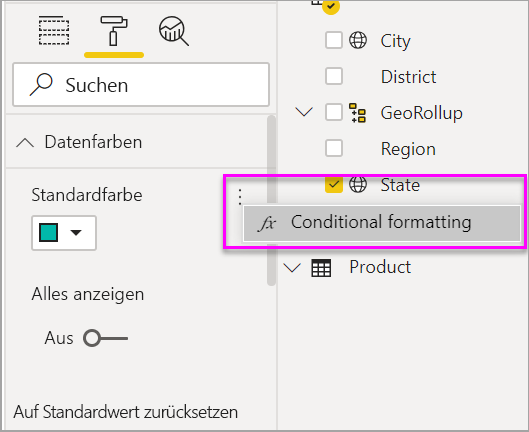 Suchen
Datenfarben
Standardfarbe
Alles anzeigen
Aus
Auf Standardwert zurücksetzen
City
District
GeoRollup
Region
State
fx Conditional formatting
Product